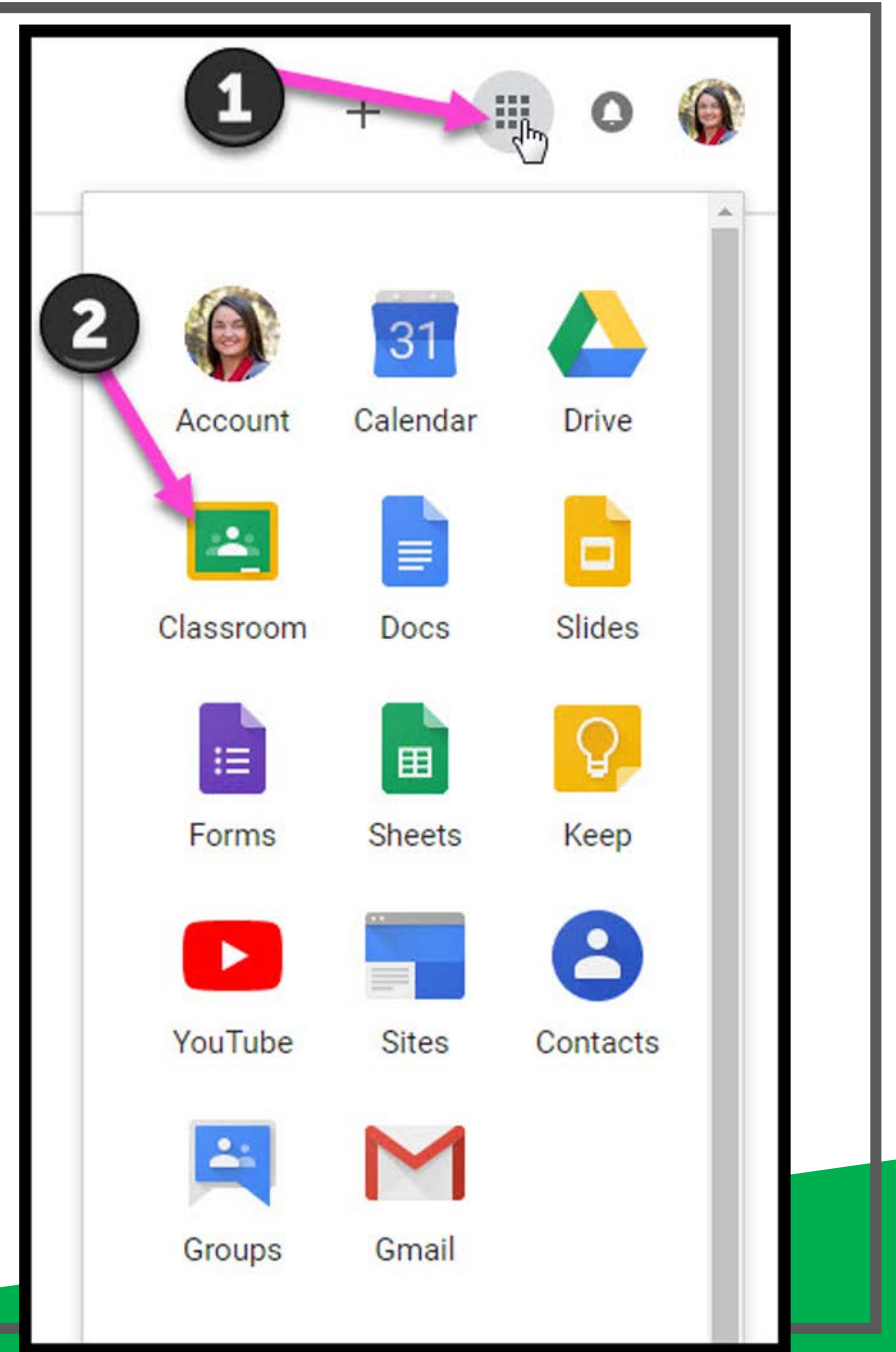 1
2
31
Account Calendar Drive
Classroom Docs Slides
Forms Sheets Keep
YouTube Sites Contacts
Groups Gmail